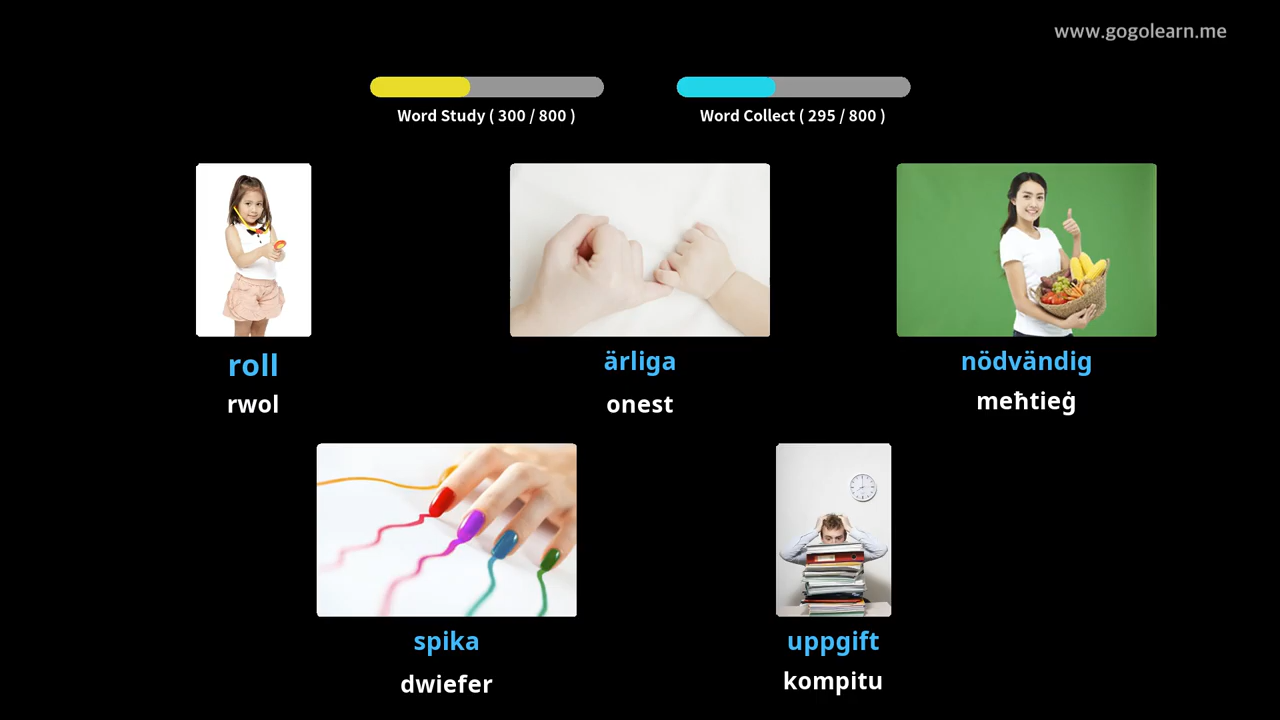 www.gogolearn.me
Word Study ( 300 / 800 )
Word Collect ( 295 / 800 )
roll
rwol
ärliga
onest
nödvändig
meħtieġ
spika
dwiefer
uppgift
kompitu